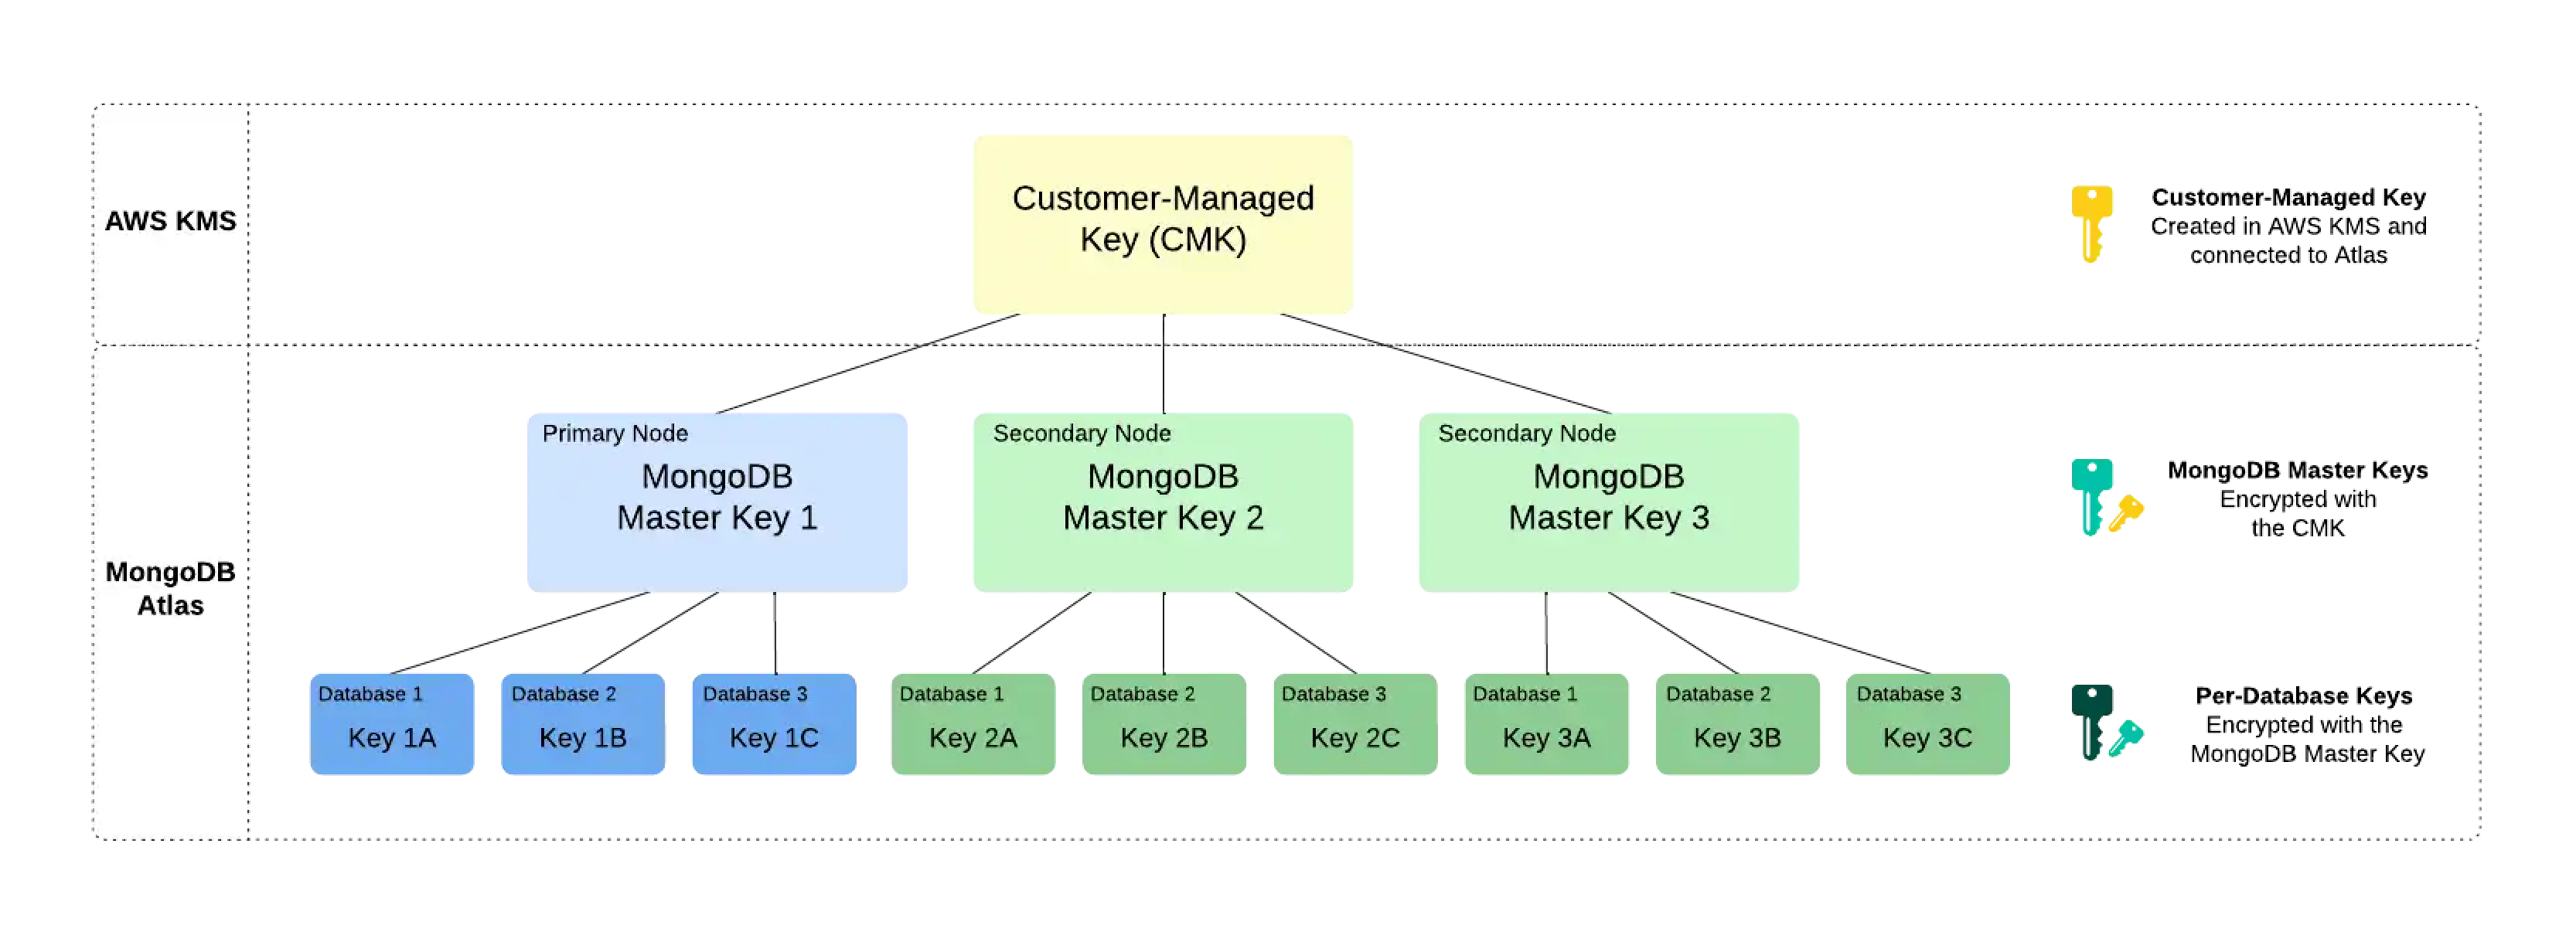 AWS KMS
Customer-Managed
Key (CMK)
Customer-Managed Key
Created in AWS KMS and
connected to Atlas
MongoDB
Atlas
Primary Node
MongoDB
Master Key 1
Secondary Node
MongoDB
Master Key 2
Secondary Node
MongoDB
Master Key 3
MongoDB Master Keys
Encrypted with
the CMK
Database 1
Key 1A
Database 2
Key 1B
Database 3
Key 1C
Database 1
Key 2A
Database 2
Key 2B
Database 3
Key 2C
Database 1
Key 3A
Database 2
Key 3B
Database 3
Key 3C
Per-Database Keys
Encrypted with the
MongoDB Master Key